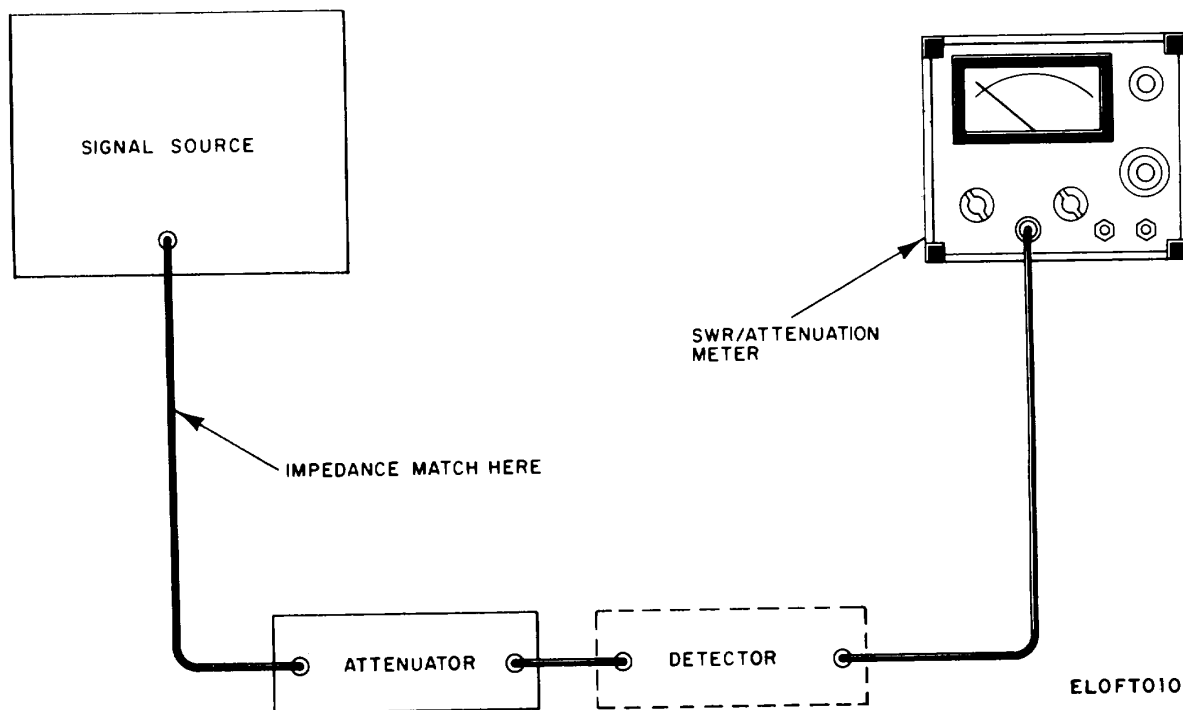 SIGNAL SOURCE
SWR/ATTENUATION
METER
IMPEDANCE MATCH HERE
ATTENUATOR
DETECTOR
ELOFT010